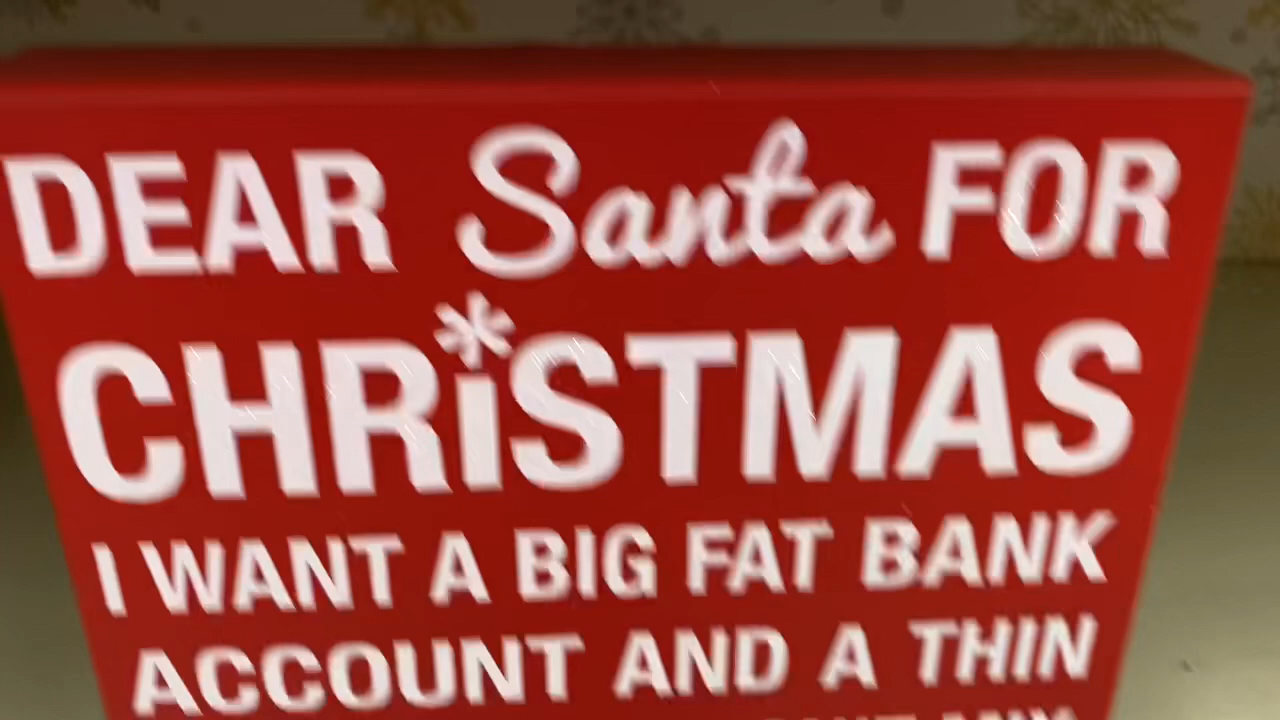 DEAR Santa FOR
CHRiSTMAS
I WANT A BIG FAT BANK
ACCOUNT AND A THIN